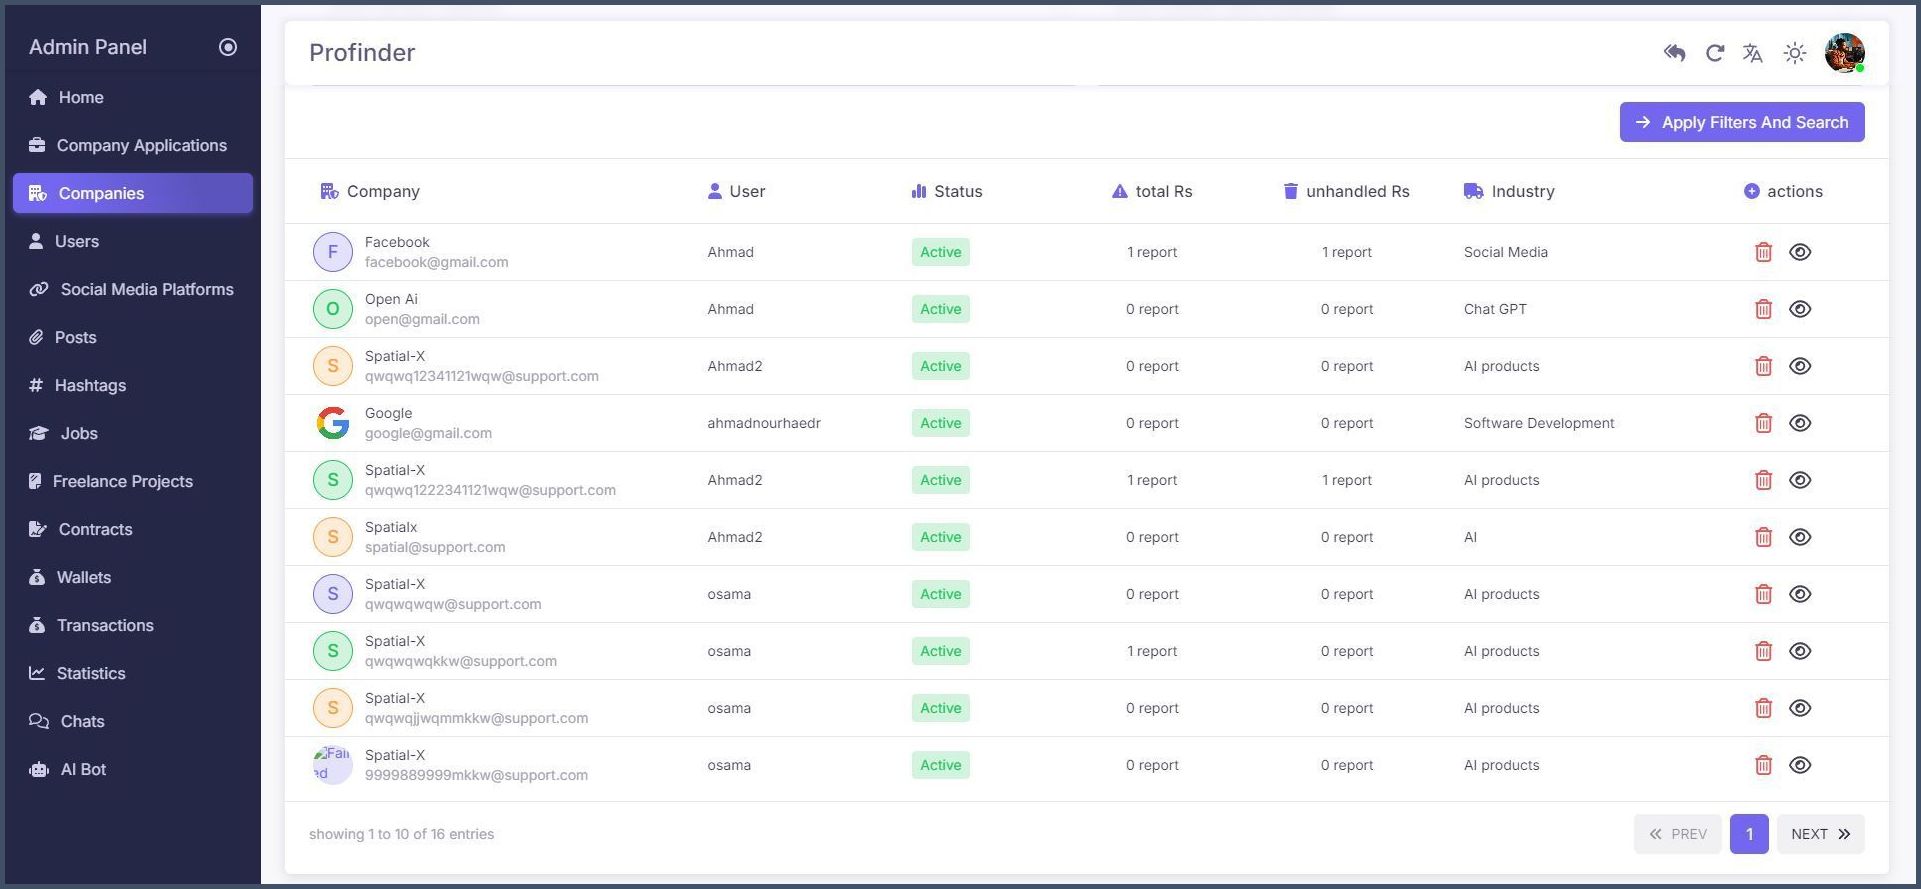 Admin Panel
Home
Company Applications
Companies
Users
Social Media Platforms
Posts
Hashtags
Jobs
Freelance Projects
Contracts
Wallets
Transactions
Statistics
Chats
AI Bot
Profinder
Apply Filters And Search
Company User Status total Rs unhandled Rs Industry actions
F Facebook
facebook@gmail.com Ahmad Active 1 report 1 report Social Media
O Open Ai
open@gmail.com Ahmad Active 0 report 0 report Chat GPT
S Spatial-X
qwqwq12341121wqw@support.com Ahmad2 Active 0 report 0 report AI products
Google
google@gmail.com ahmadnourhaedr Active 0 report 0 report Software Development
S Spatial-X
qwqwq1222341121wqw@support.com Ahmad2 Active 1 report 1 report AI products
S Spatialx
spatial@support.com Ahmad2 Active 0 report 0 report AI
S Spatial-X
qwqwqwqw@support.com osama Active 0 report 0 report AI products
S Spatial-X
qwqwqwqkkw@support.com osama Active 1 report 0 report AI products
S Spatial-X
qwqwqjjwqmmkkw@support.com osama Active 0 report 0 report AI products
Fail Spatial-X
ed 9999889999mkkw@support.com osama Active 0 report 0 report AI products
showing 1 to 10 of 16 entries
PREV 1 NEXT